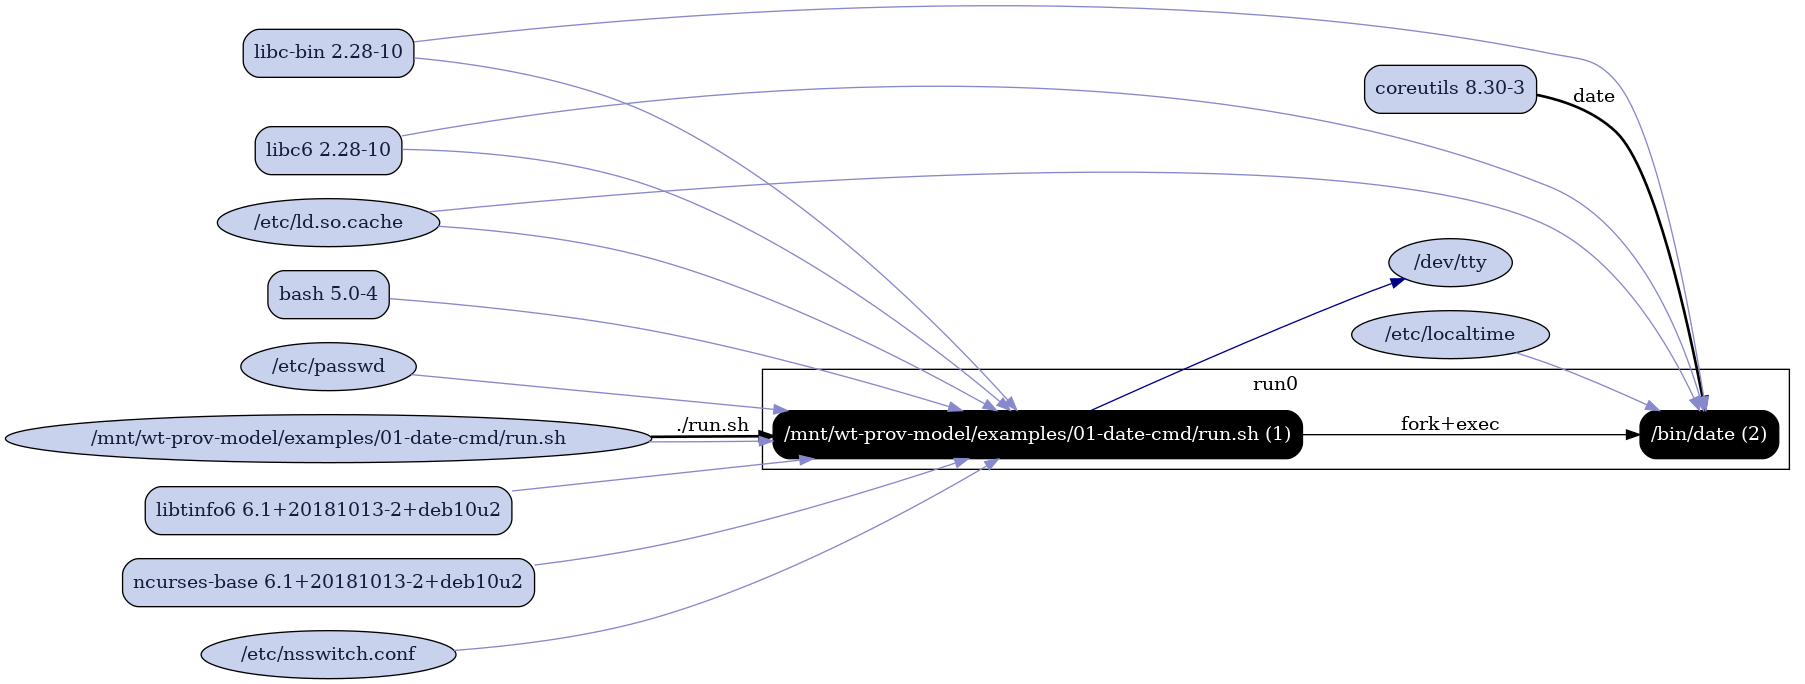 libc-bin 2.28-10
coreutils 8.30-3
date
libc6 2.28-10
/etc/ld.so.cache
/dev/tty
bash 5.0-4
/etc/localtime
/etc/passwd
run0
/mnt/wt-prov-model/examples/01-date-cmd/run.sh
./run.sh
/mnt/wt-prov-model/examples/01-date-cmd/run.sh (1)
fork+exec
/bin/date (2)
libtinfo6 6.1+20181013-2+deb10u2
ncurses-base 6.1+20181013-2+deb10u2
/etc/nsswitch.conf